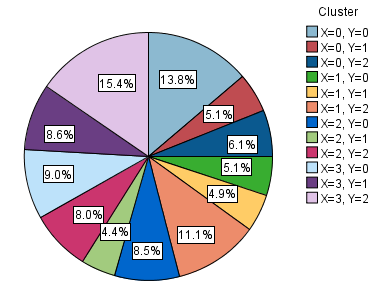 Cluster
X=0, Y=0
X=0, Y=1
X=0, Y=2
X=1, Y=0
X=1, Y=1
X=1, Y=2
X=2, Y=0
X=2, Y=1
X=2, Y=2
X=3, Y=0
X=3, Y=1
X=3, Y=2
13.8%
5.1%
6.1%
5.1%
4.9%
11.1%
8.5%
4.4%
8.0%
9.0%
8.6%
15.4%